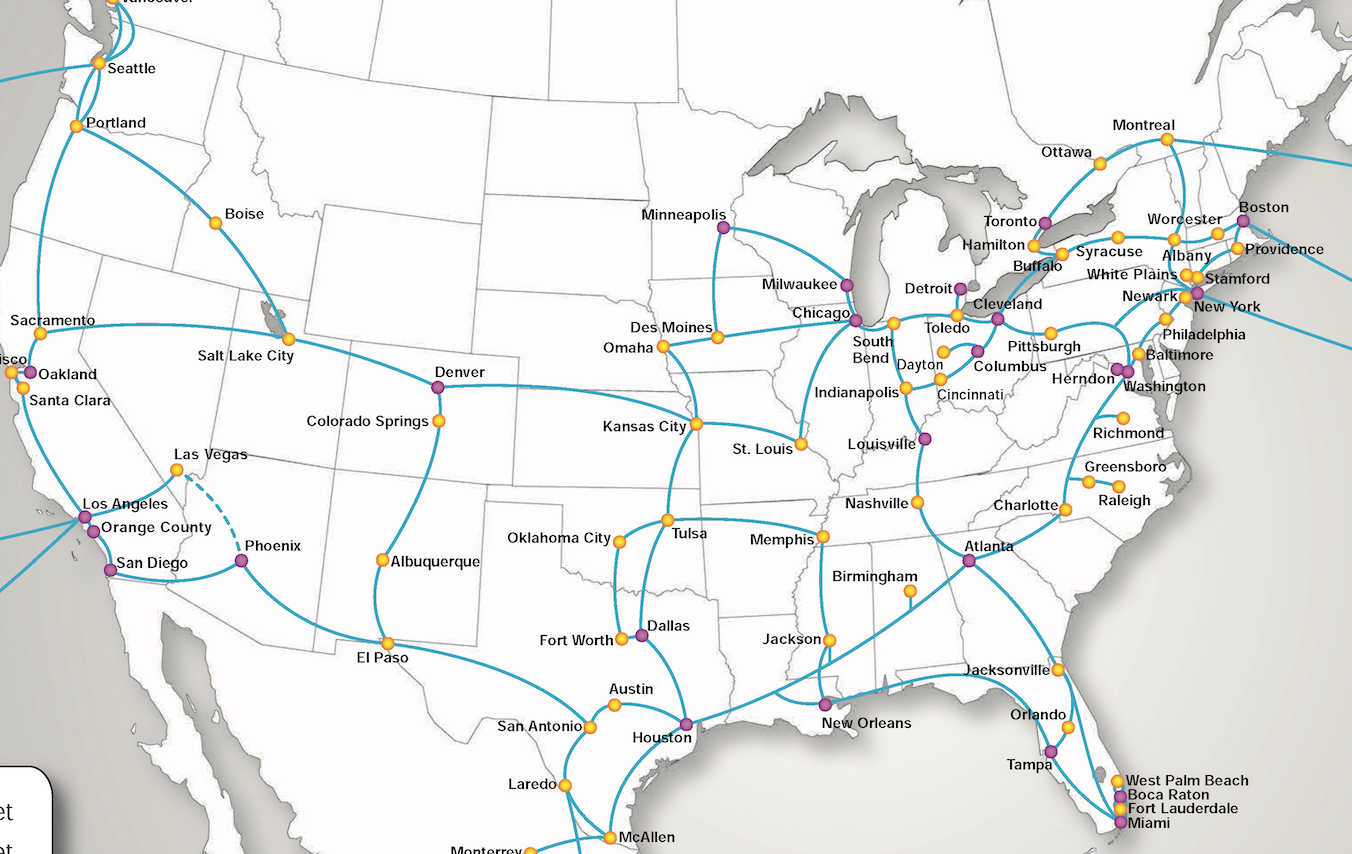 Vancouver
Seattle
Portland
Montreal
Ottawa
Boise
Minneapolis
Toronto
Worcester
Boston
Hamilton
Buffalo
Syracuse
Albany
Providence
White Plains
Stamford
Milwaukee
Detroit
Newark
New York
Chicago
Cleveland
Sacramento
Des Moines
Toledo
Philadelphia
Salt Lake City
Omaha
South
Bend
Pittsburgh
isco
Baltimore
Oakland
Denver
Dayton
Columbus
Herndon
Washington
Santa Clara
Indianapolis
Cincinnati
Colorado Springs
Kansas City
Richmond
St. Louis
Louisville
Las Vegas
Greensboro
Raleigh
Los Angeles
Nashville
Charlotte
Orange County
Oklahoma City
Tulsa
Memphis
Phoenix
Atlanta
San Diego
Albuquerque
Birmingham
Fort Worth
Dallas
Jackson
El Paso
Jacksonville
Austin
San Antonio
Houston
New Orleans
Orlando
Tampa
Laredo
West Palm Beach
Boca Raton
Fort Lauderdale
Miami
et
McAllen
et
Monterrey